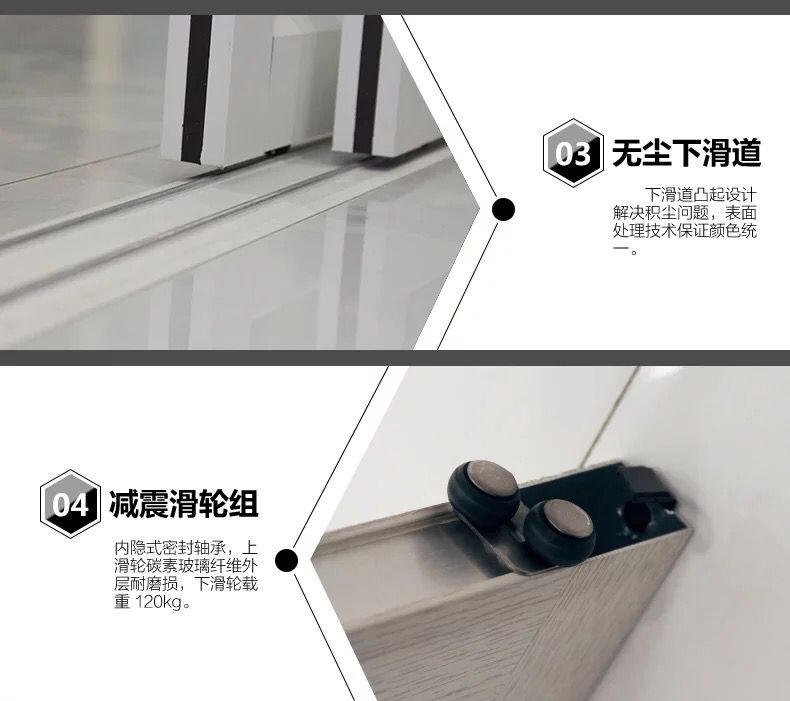 03 无尘下滑道
下滑道凸起设计
解决积尘问题，表面
处理技术保证颜色统
一。
04 减震滑轮组
内隐式密封轴承，上
滑轮碳素玻璃纤维外
层耐磨损，下滑轮载
重 120kg。